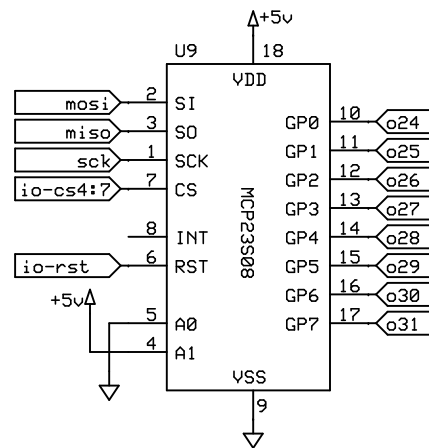 +5v
U9 18
VDD
mosi 2 SI
miso 3 SO
sck 1 SCK
io-cs4:7 7 CS
8 INT
io-rst 6 RST
+5v
5 A0
4 A1
MCP23S08
GP0 10 o24
GP1 11 o25
GP2 12 o26
GP3 13 o27
GP4 14 o28
GP5 15 o29
GP6 16 o30
GP7 17 o31
VSS
9